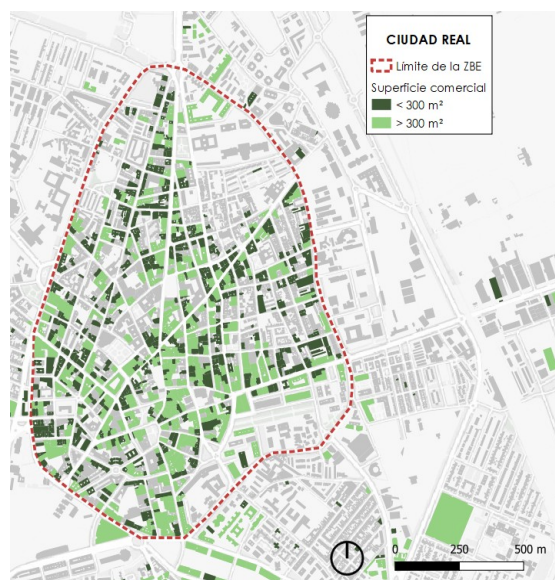 CIUDAD REAL
Límite de la ZBE
Superficie comercial
< 300 m²
> 300 m²
0 250 500 m